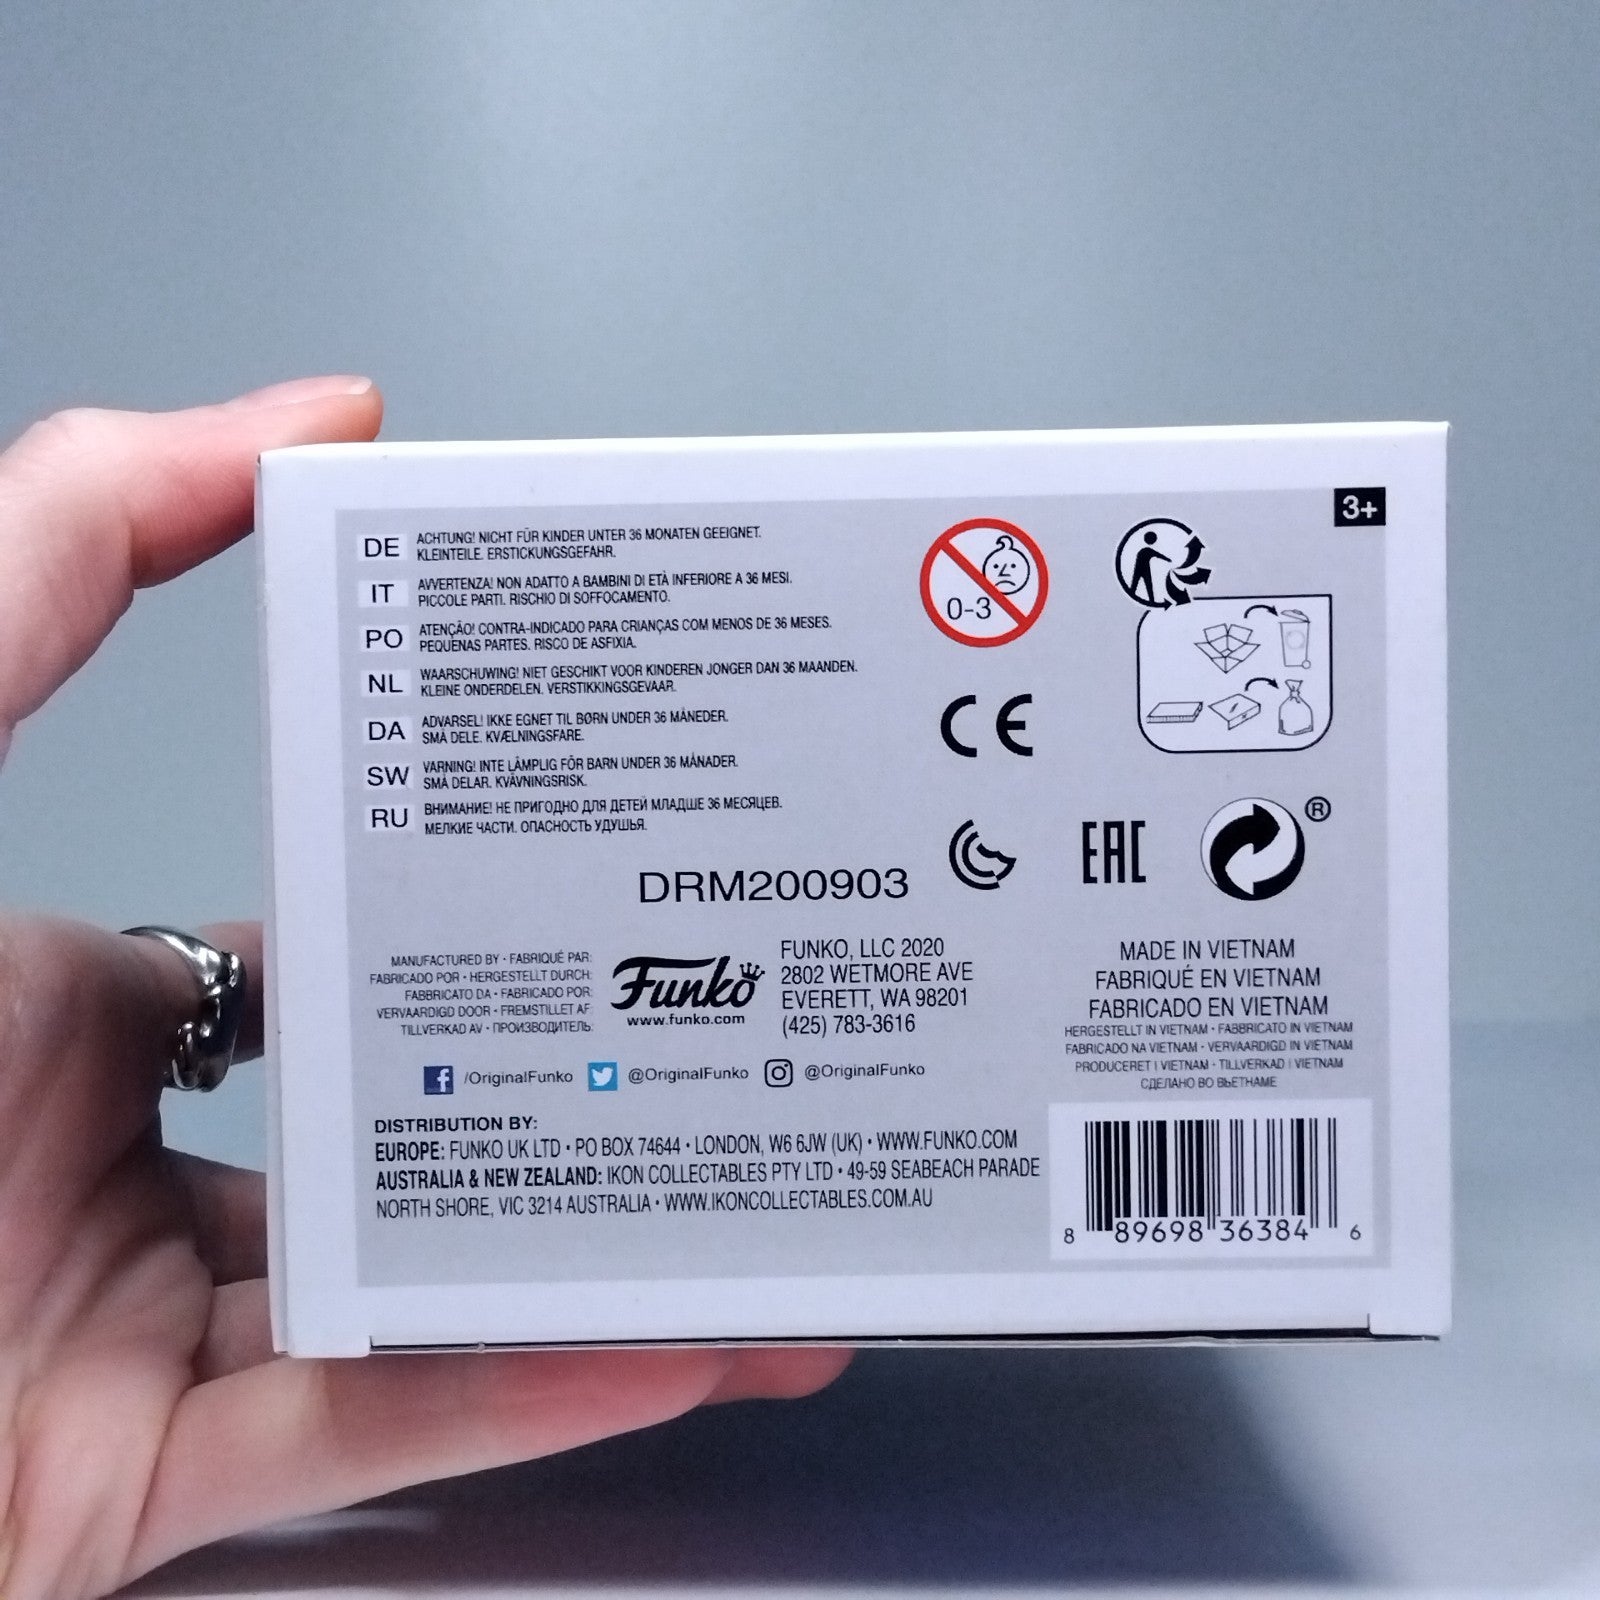 3+
DE ACHTUNG! NICHT FÜR KINDER UNTER 36 MONATEN GEEIGNET.
KLEINTEILE. ERSTICKUNGSGEFAHR.
IT AVVERTENZA! NON ADATTO A BAMBINI DI ETÀ INFERIORE A 36 MESI.
PICCOLE PARTI. RISCHIO DI SOFFOCAMENTO.
PO ATENÇÃO! CONTRA-INDICADO PARA CRIANÇAS COM MENOS DE 36 MESES.
PEQUENAS PARTES. RISCO DE ASFIXIA.
NL WAARSCHUWING! NIET GESCHIKT VOOR KINDEREN JONGER DAN 36 MAANDEN.
KLEINE ONDERDELEN. VERSTIKKINGSGEVAAR.
DA ADVARSEL! IKKE EGNET TIL BØRN UNDER 36 MÅNEDER.
SMÅ DELE. KVÆLNINGSFARE.
SW VARNING! INTE LÄMPLIG FÖR BARN UNDER 36 MÅNADER.
SMÅ DELAR. KVÄVNINGSRISK.
RU ВНИМАНИЕ! НЕ ПРИГОДНО ДЛЯ ДЕТЕЙ МЛАДШЕ 36 МЕСЯЦЕВ.
МЕЛКИЕ ЧАСТИ. ОПАСНОСТЬ УДУШЬЯ.
0-3
CE
EAC
®
DRM200903
MANUFACTURED BY • FABRIQUÉ PAR:
FABRICADO POR • HERGESTELLT DURCH:
FABBRICATO DA • FABRICADO POR:
VERVAARDIGD DOOR • FREMSTILLET AF:
TILLVERKAD AV • ПРОИЗВОДИТЕЛЬ:
Funko
www.funko.com
FUNKO, LLC 2020
2802 WETMORE AVE
EVERETT, WA 98201
(425) 783-3616
MADE IN VIETNAM
FABRIQUÉ EN VIETNAM
FABRICADO EN VIETNAM
HERGESTELLT IN VIETNAM • FABBRICATO IN VIETNAM
FABRICADO NA VIETNAM • VERVAARDIGD IN VIETNAM
PRODUCERET I VIETNAM • TILLVERKAD I VIETNAM
СДЕЛАНО ВО ВЬЕТНАМЕ
f /OriginalFunko @OriginalFunko @OriginalFunko
DISTRIBUTION BY:
EUROPE: FUNKO UK LTD • PO BOX 74644 • LONDON, W6 6JW (UK) • WWW.FUNKO.COM
AUSTRALIA & NEW ZEALAND: IKON COLLECTABLES PTY LTD • 49-59 SEABEACH PARADE
NORTH SHORE, VIC 3214 AUSTRALIA • WWW.IKONCOLLECTABLES.COM.AU
8 89698 36384 6